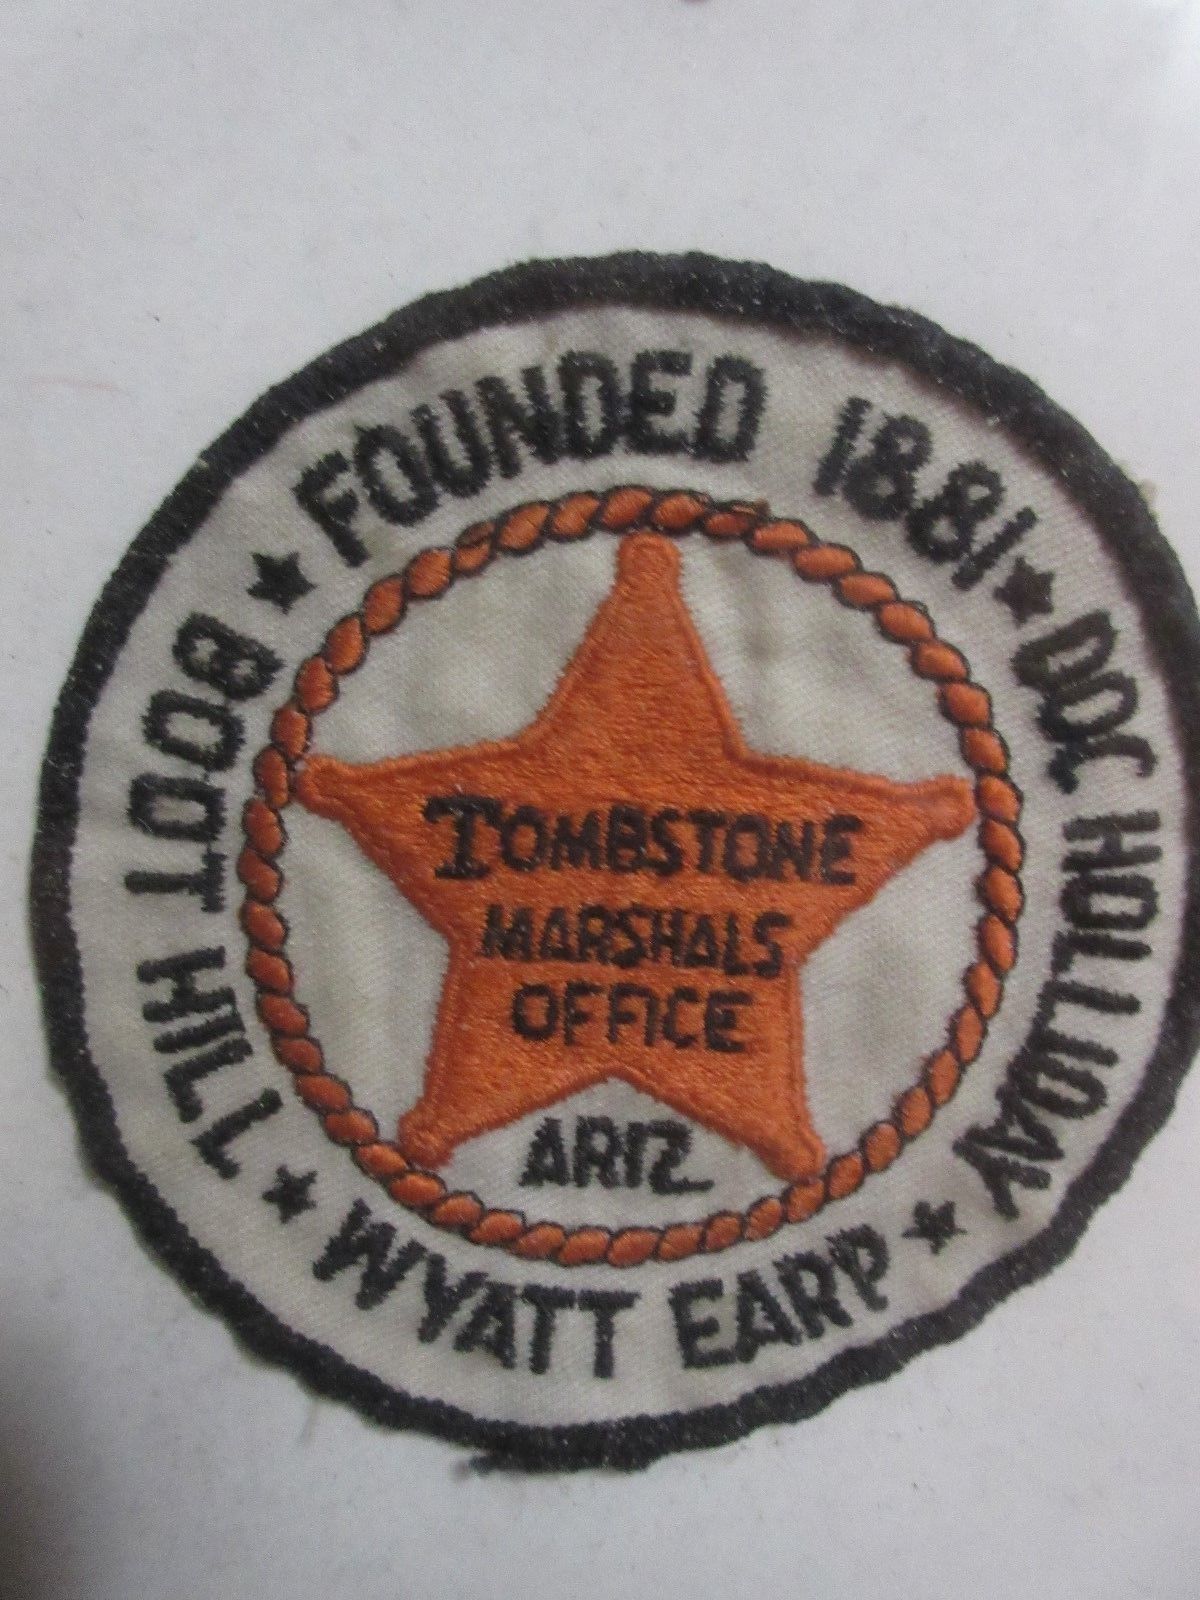 FOUNDED 1881
DOC HOLLIDAY
WYATT EARP
BOOT HILL
TOMBSTONE
MARSHALS
OFFICE
ARIZ